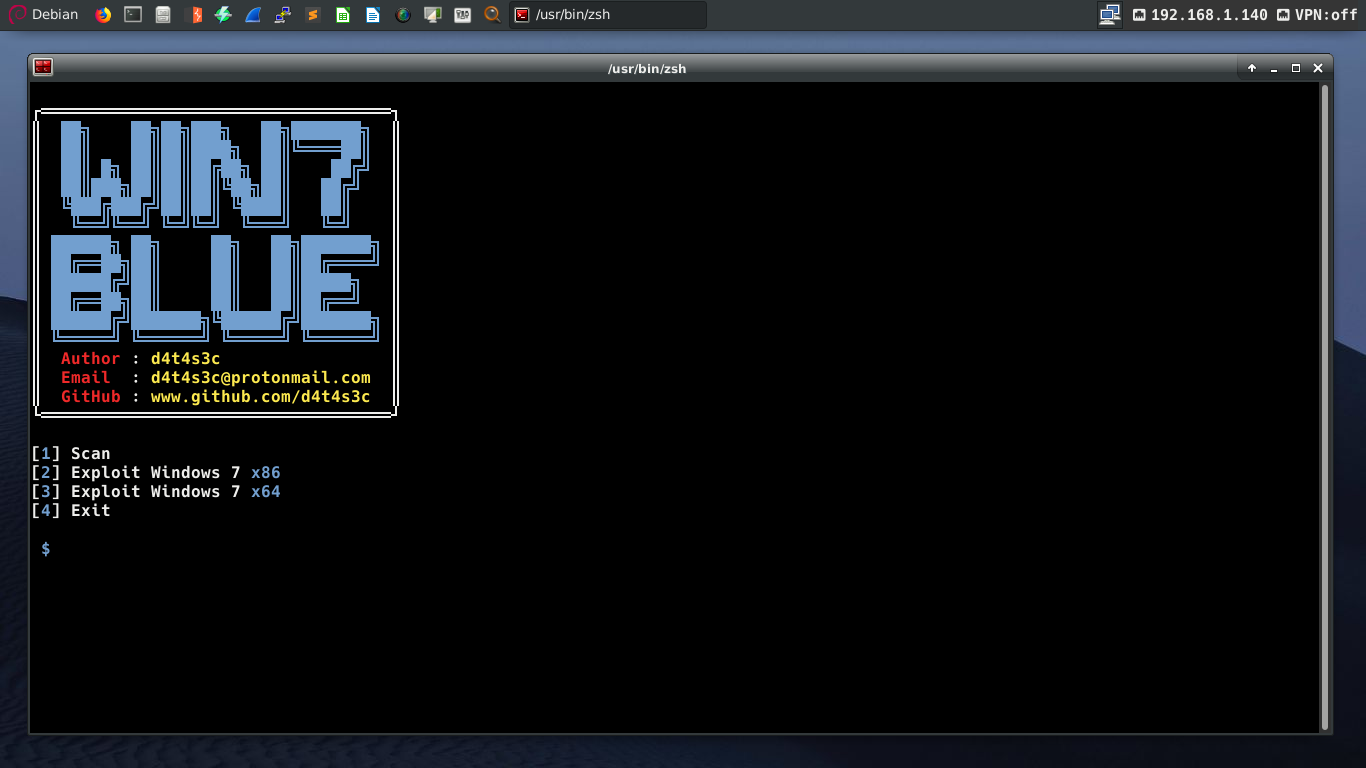 Debian
/usr/bin/zsh
192.168.1.140
VPN:off
/usr/bin/zsh
WIN7
BLUE
Author : d4t4s3c
Email : d4t4s3c@protonmail.com
GitHub : www.github.com/d4t4s3c
[1] Scan
[2] Exploit Windows 7 x86
[3] Exploit Windows 7 x64
[4] Exit
$